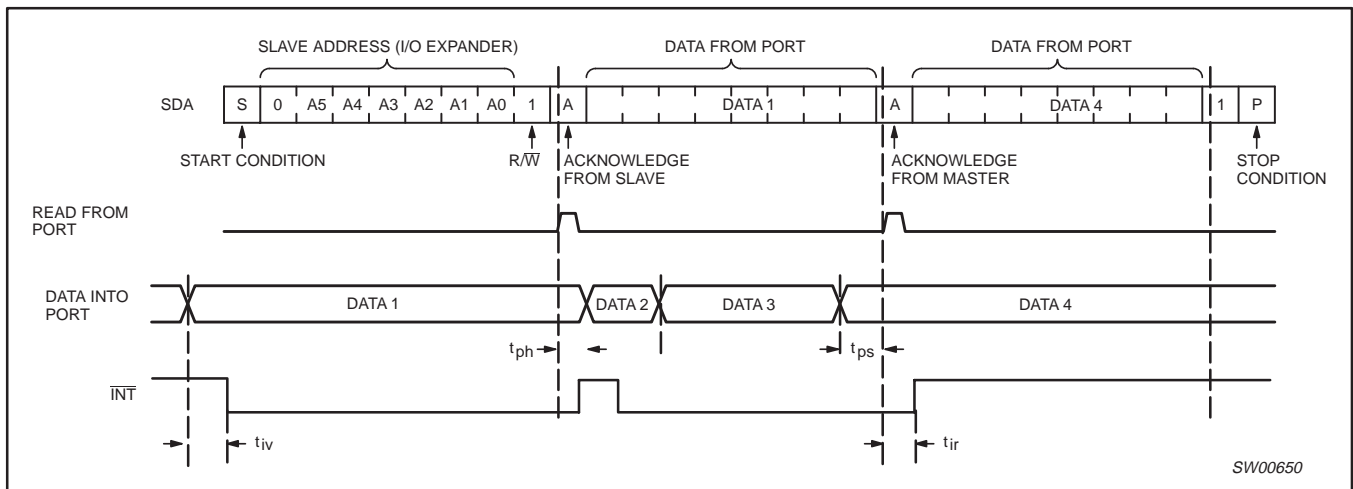 SLAVE ADDRESS (I/O EXPANDER) DATA FROM PORT DATA FROM PORT
SDA S 0 A5 A4 A3 A2 A1 A0 1 A DATA 1 A DATA 4 1 P
START CONDITION R/W̅ ACKNOWLEDGE FROM SLAVE ACKNOWLEDGE FROM MASTER STOP CONDITION
READ FROM
PORT
DATA INTO
PORT
DATA 1 DATA 2 DATA 3 DATA 4
tph tps
I̅N̅T̅
tiv tir
SW00650